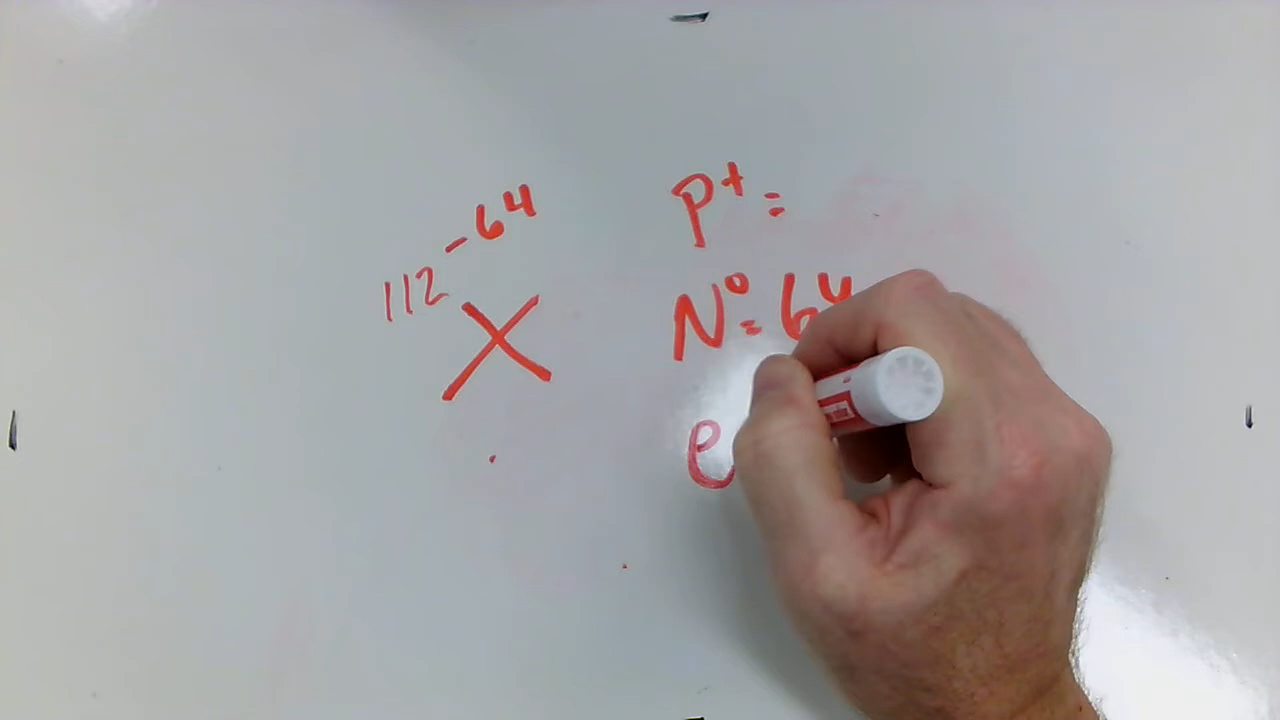 -64
112
X
P+ =
N° = 64
e